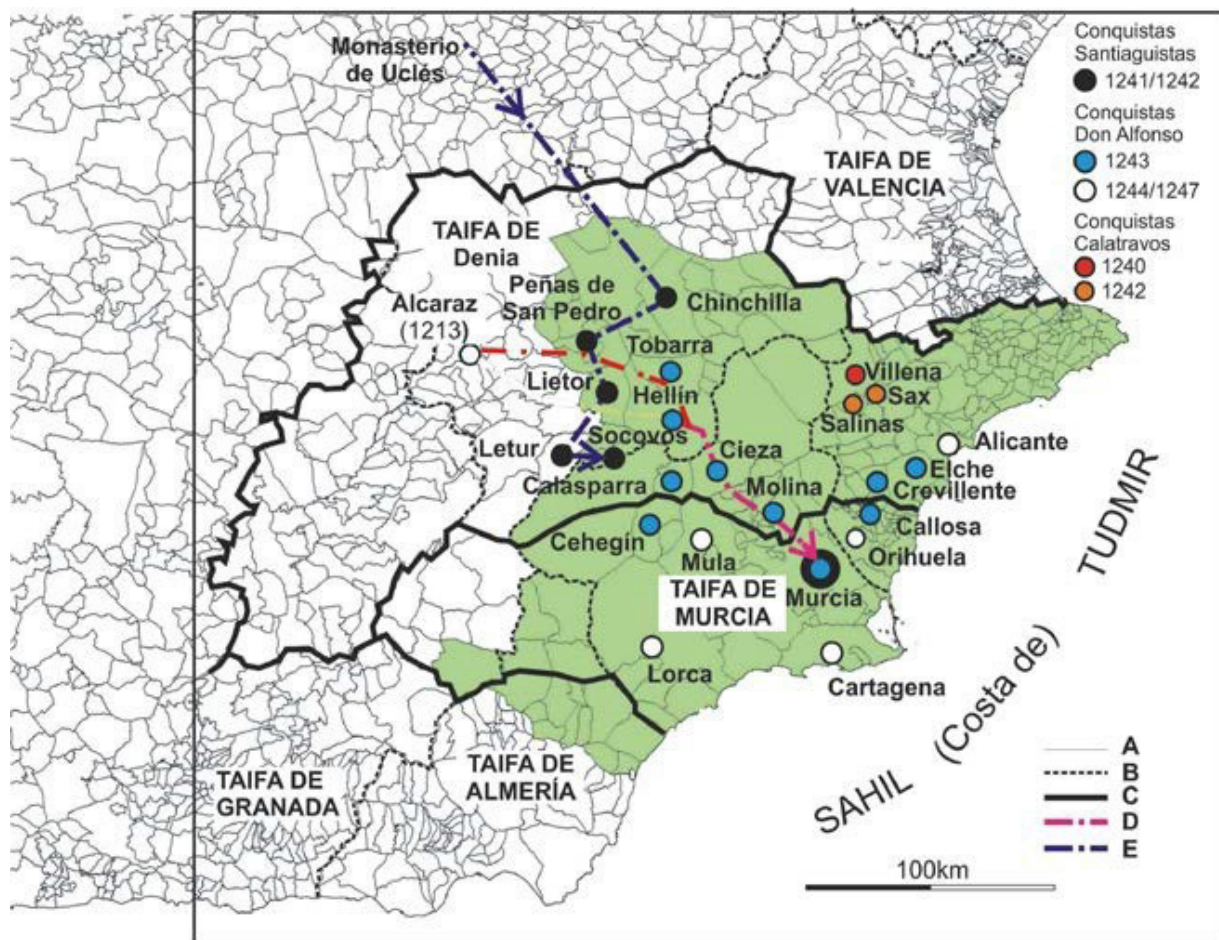 Monasterio
de Uclés
Conquistas
Santiaguistas
1241/1242
Conquistas
Don Alfonso
1243
1244/1247
Conquistas
Calatravos
1240
1242
TAIFA DE
VALENCIA
TAIFA DE
Denia
Peñas de
San Pedro
Chinchilla
Alcaraz
(1213)
Tobarra
Lietor
Hellin
Villena
Sax
Salinas
Letur
Socovos
Cieza
Alicante
Calasparra
Molina
Elche
Crevillente
Callosa
Cehegín
Mula
Orihuela
TAIFA DE
MURCIA
Murcia
Lorca
Cartagena
SAHIL (Costa de) TUDMIR
TAIFA DE
GRANADA
TAIFA DE
ALMERÍA
A
B
C
D
E
100km